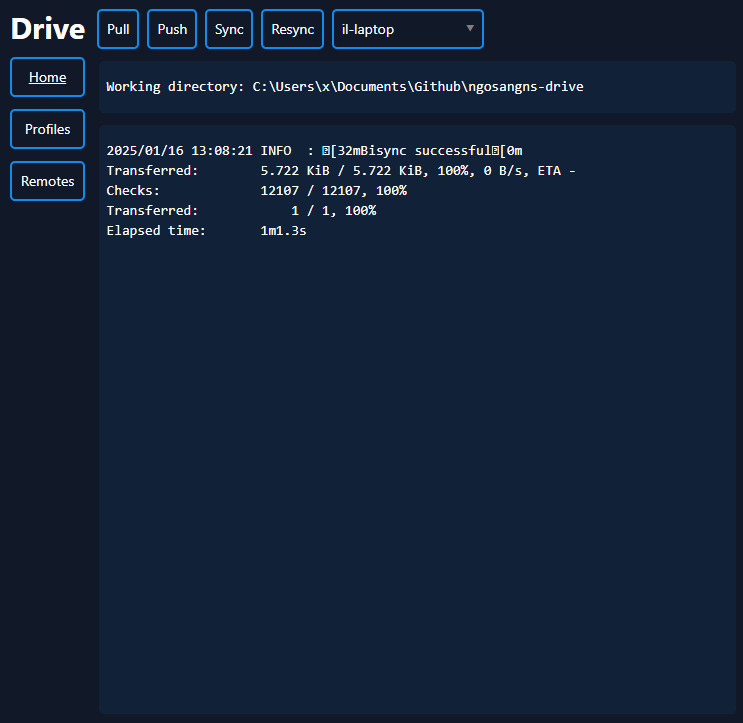 Drive
Pull
Push
Sync
Resync
il-laptop
Home
Profiles
Remotes
Working directory: C:\Users\x\Documents\Github\ngosangns-drive
2025/01/16 13:08:21 INFO  : [32mBisync successful[0m
Transferred:        5.722 KiB / 5.722 KiB, 100%, 0 B/s, ETA -
Checks:             12107 / 12107, 100%
Transferred:            1 / 1, 100%
Elapsed time:       1m1.3s